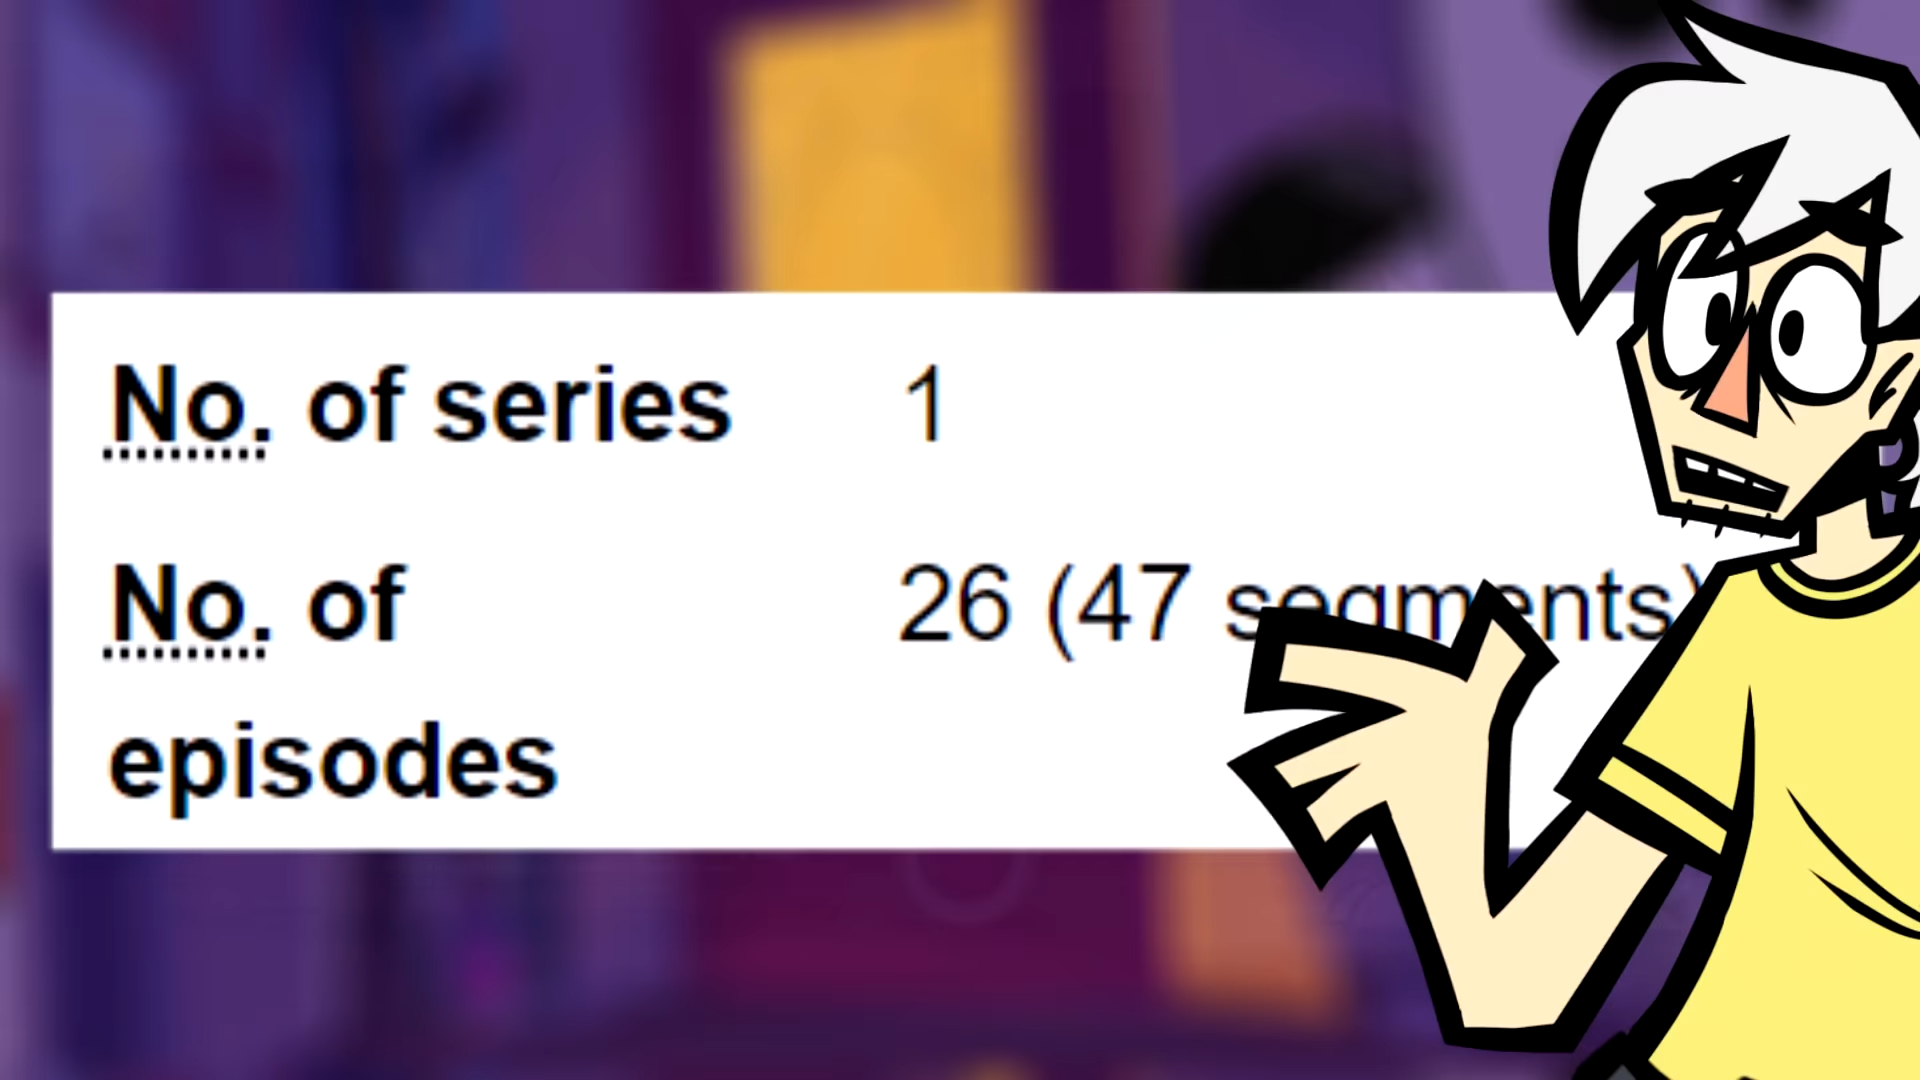 No. of series 1
No. of 26 (47 segments)
episodes